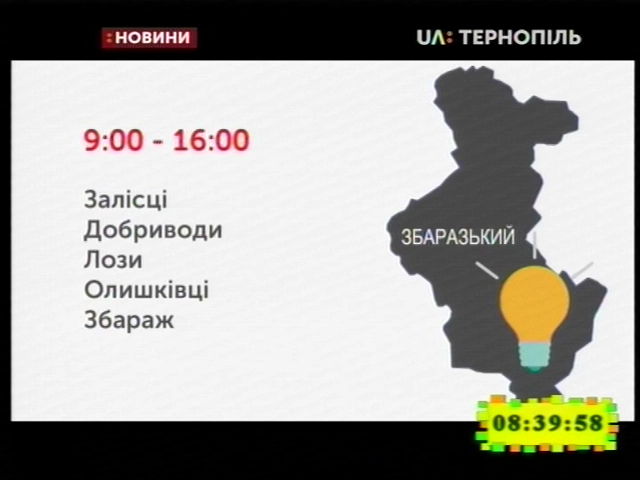 :НОВИНИ
UA: ТЕРНОПІЛЬ
9:00 - 16:00
Залісці
Добриводи
Лози
Олишківці
Збараж
ЗБАРАЗЬКИЙ
08:39:58